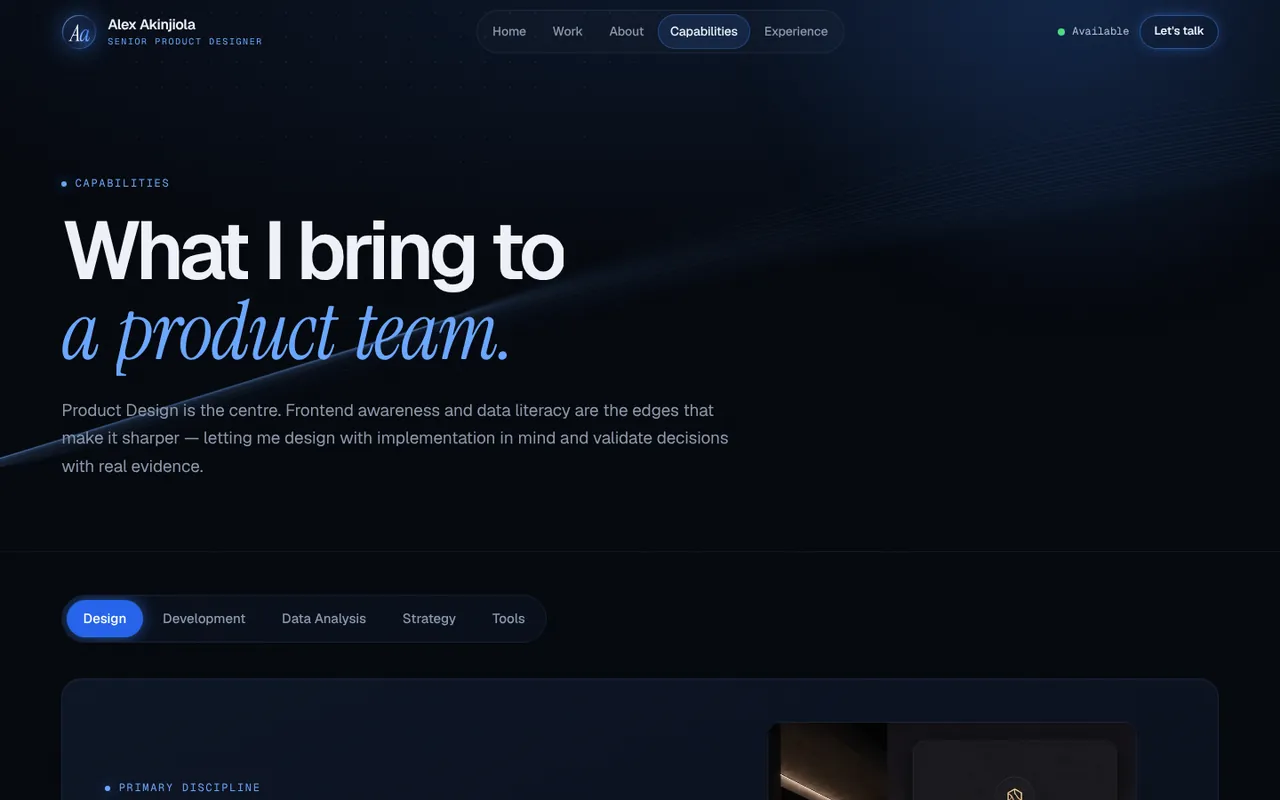 Aa
Alex Akinjiola
SENIOR PRODUCT DESIGNER
Home
Work
About
Capabilities
Experience
Available
Let's talk
CAPABILITIES
What I bring to
a product team.
Product Design is the centre. Frontend awareness and data literacy are the edges that
make it sharper — letting me design with implementation in mind and validate decisions
with real evidence.
Design
Development
Data Analysis
Strategy
Tools
PRIMARY DISCIPLINE